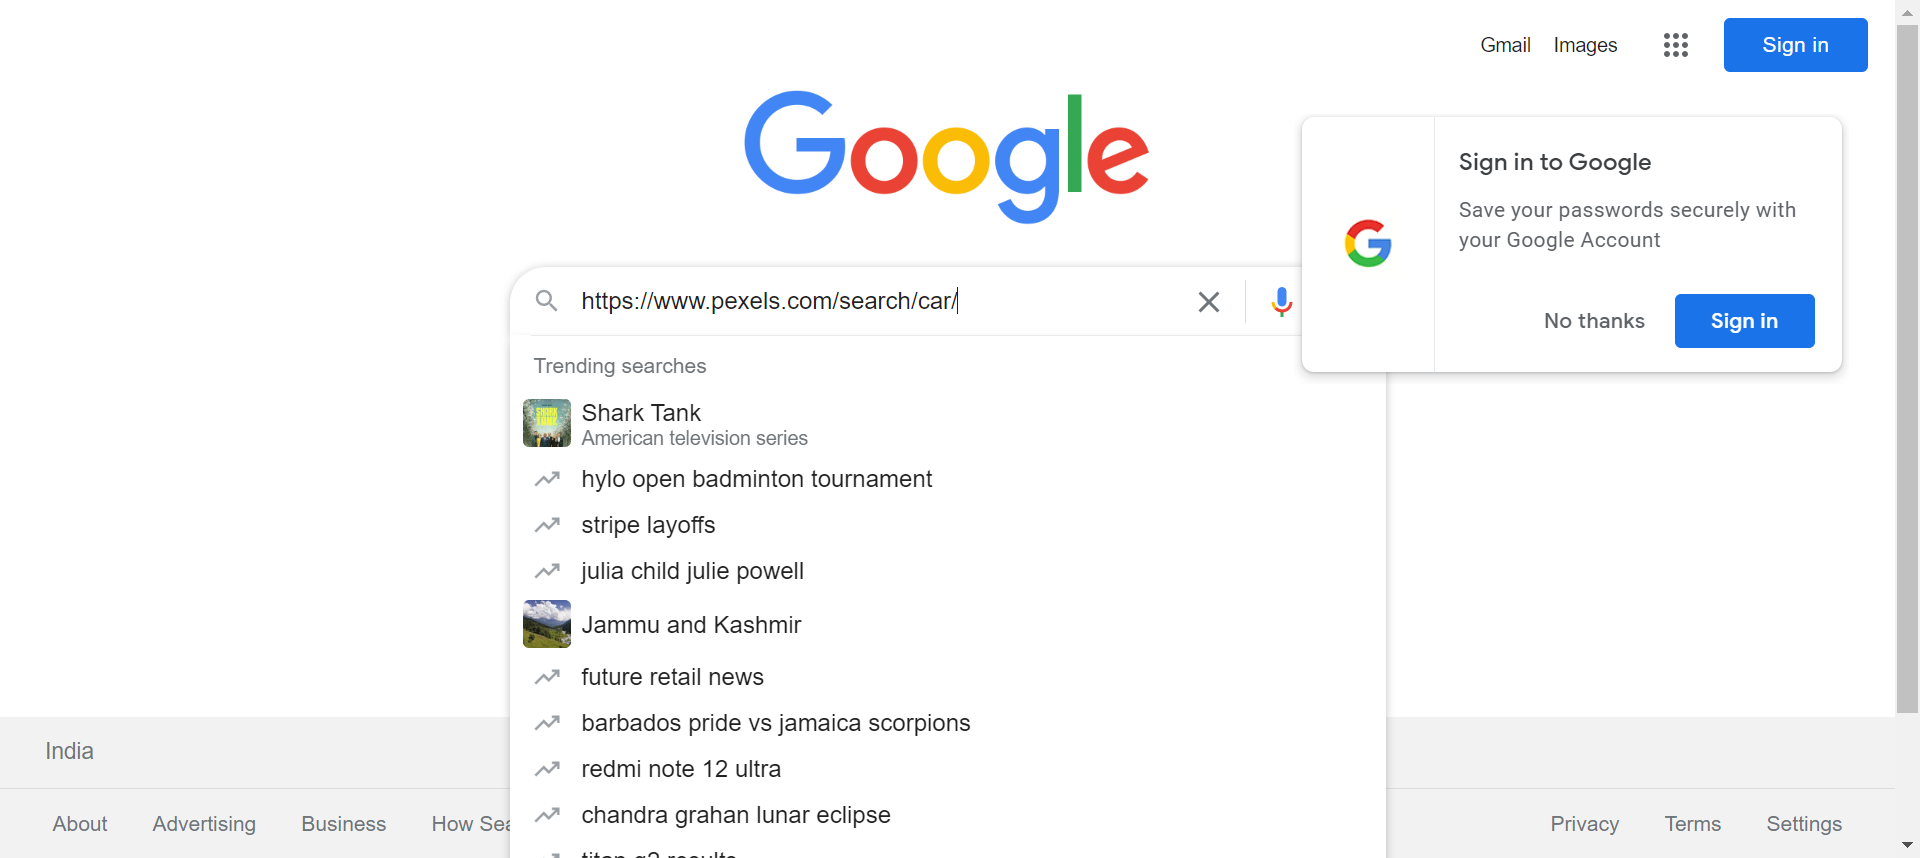 Gmail Images Sign in
Google
Sign in to Google
Save your passwords securely with
your Google Account
No thanks Sign in
https://www.pexels.com/search/car/
Trending searches
SHARK
TANK
Shark Tank
American television series
hylo open badminton tournament
stripe layoffs
julia child julie powell
Jammu and Kashmir
future retail news
barbados pride vs jamaica scorpions
redmi note 12 ultra
chandra grahan lunar eclipse
India
About Advertising Business How Sea
Privacy Terms Settings